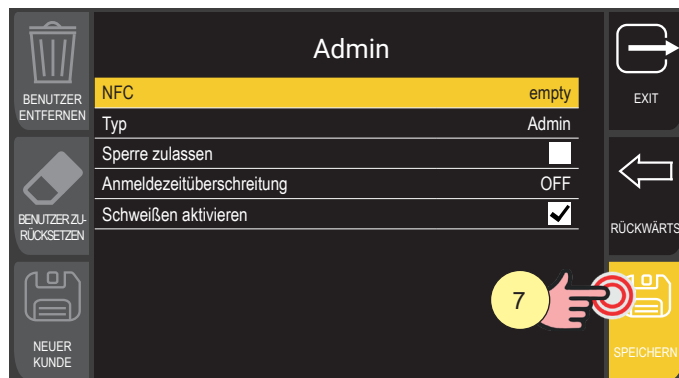 Admin
BENUTZER
ENTFERNEN
BENUTZER ZU-
RÜCKSETZEN
NEUER
KUNDE
NFC empty
Typ Admin
Sperre zulassen
Anmeldezeitüberschreitung OFF
Schweißen aktivieren
7
EXIT
RÜCKWÄRTS
SPEICHERN